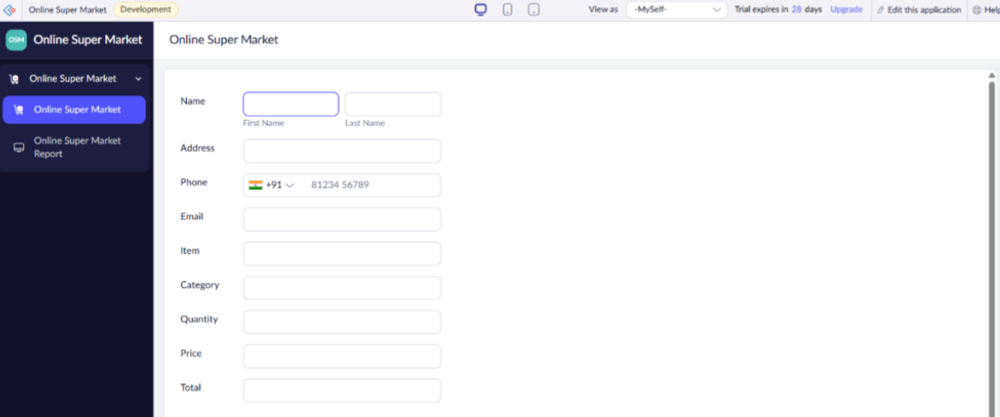 Online Super Market Development View as -MySelf- Trial expires in 28 days Upgrade Edit this application Help
OSM Online Super Market
Online Super Market
Online Super Market
Online Super Market
Online Super Market
Report
Name
First Name Last Name
Address
Phone +91 81234 56789
Email
Item
Category
Quantity
Price
Total